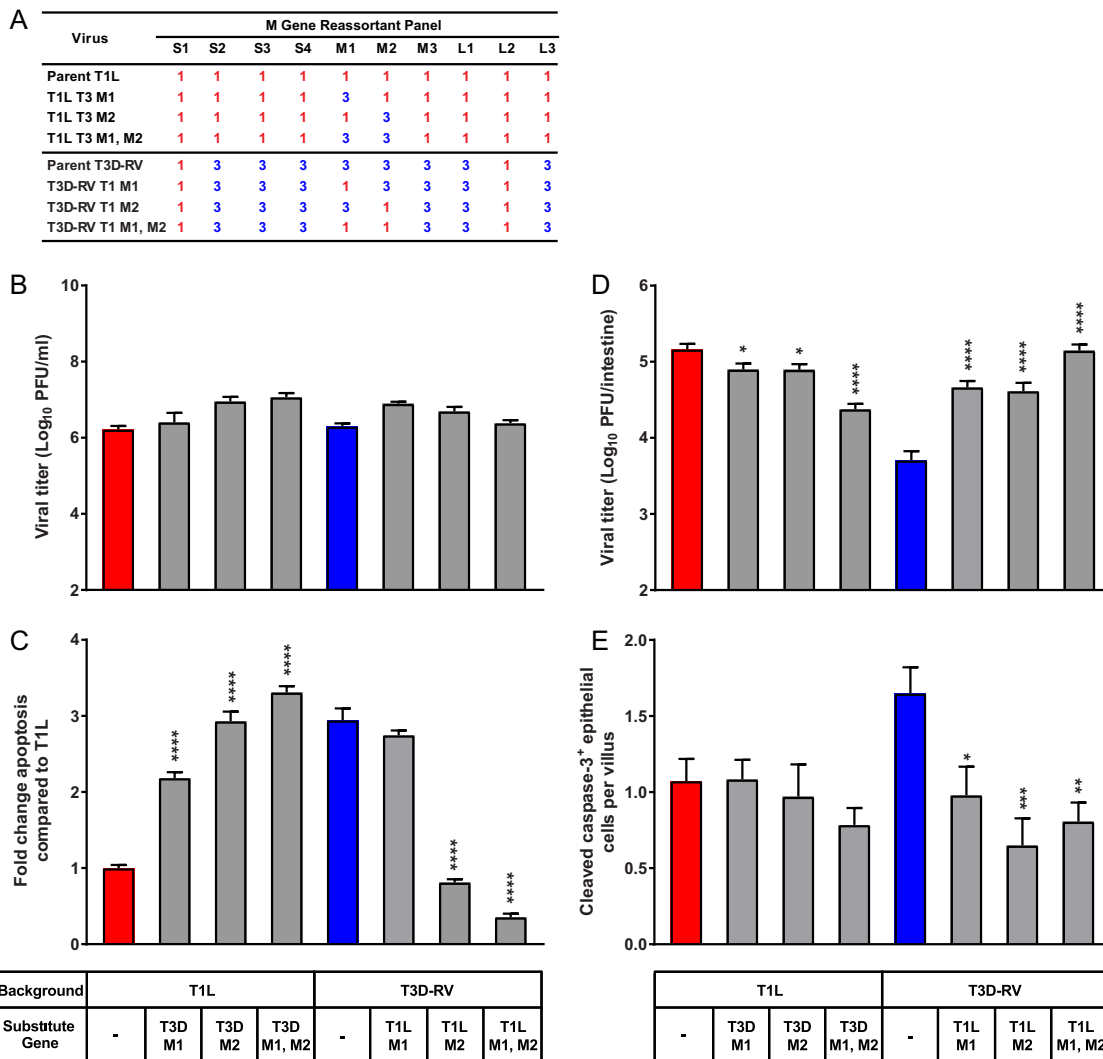 A
M Gene Reassortant Panel
Virus
S1 S2 S3 S4 M1 M2 M3 L1 L2 L3
Parent T1L 1 1 1 1 1 1 1 1 1 1
T1L T3 M1 1 1 1 1 3 1 1 1 1 1
T1L T3 M2 1 1 1 1 1 3 1 1 1 1
T1L T3 M1, M2 1 1 1 1 3 3 1 1 1 1
Parent T3D-RV 1 3 3 3 3 3 3 3 1 3
T3D-RV T1 M1 1 3 3 3 1 3 3 3 1 3
T3D-RV T1 M2 1 3 3 3 3 1 3 3 1 3
T3D-RV T1 M1, M2 1 3 3 3 1 1 3 3 1 3
B
Viral titer (Log10 PFU/ml)
10
8
6
4
2
D
Viral titer (Log10 PFU/intestine)
6
5
4
3
2
* * **** **** **** ****
C
Fold change apoptosis
compared to T1L
4
3
2
1
0
**** **** **** **** ****
E
Cleaved caspase-3+ epithelial
cells per villus
2.0
1.5
1.0
0.5
0.0
* *** **
Background T1L T3D-RV
Substitute
Gene
- T3D
M1
T3D
M2
T3D
M1, M2
- T1L
M1
T1L
M2
T1L
M1, M2
T1L T3D-RV
- T3D
M1
T3D
M2
T3D
M1, M2
- T1L
M1
T1L
M2
T1L
M1, M2